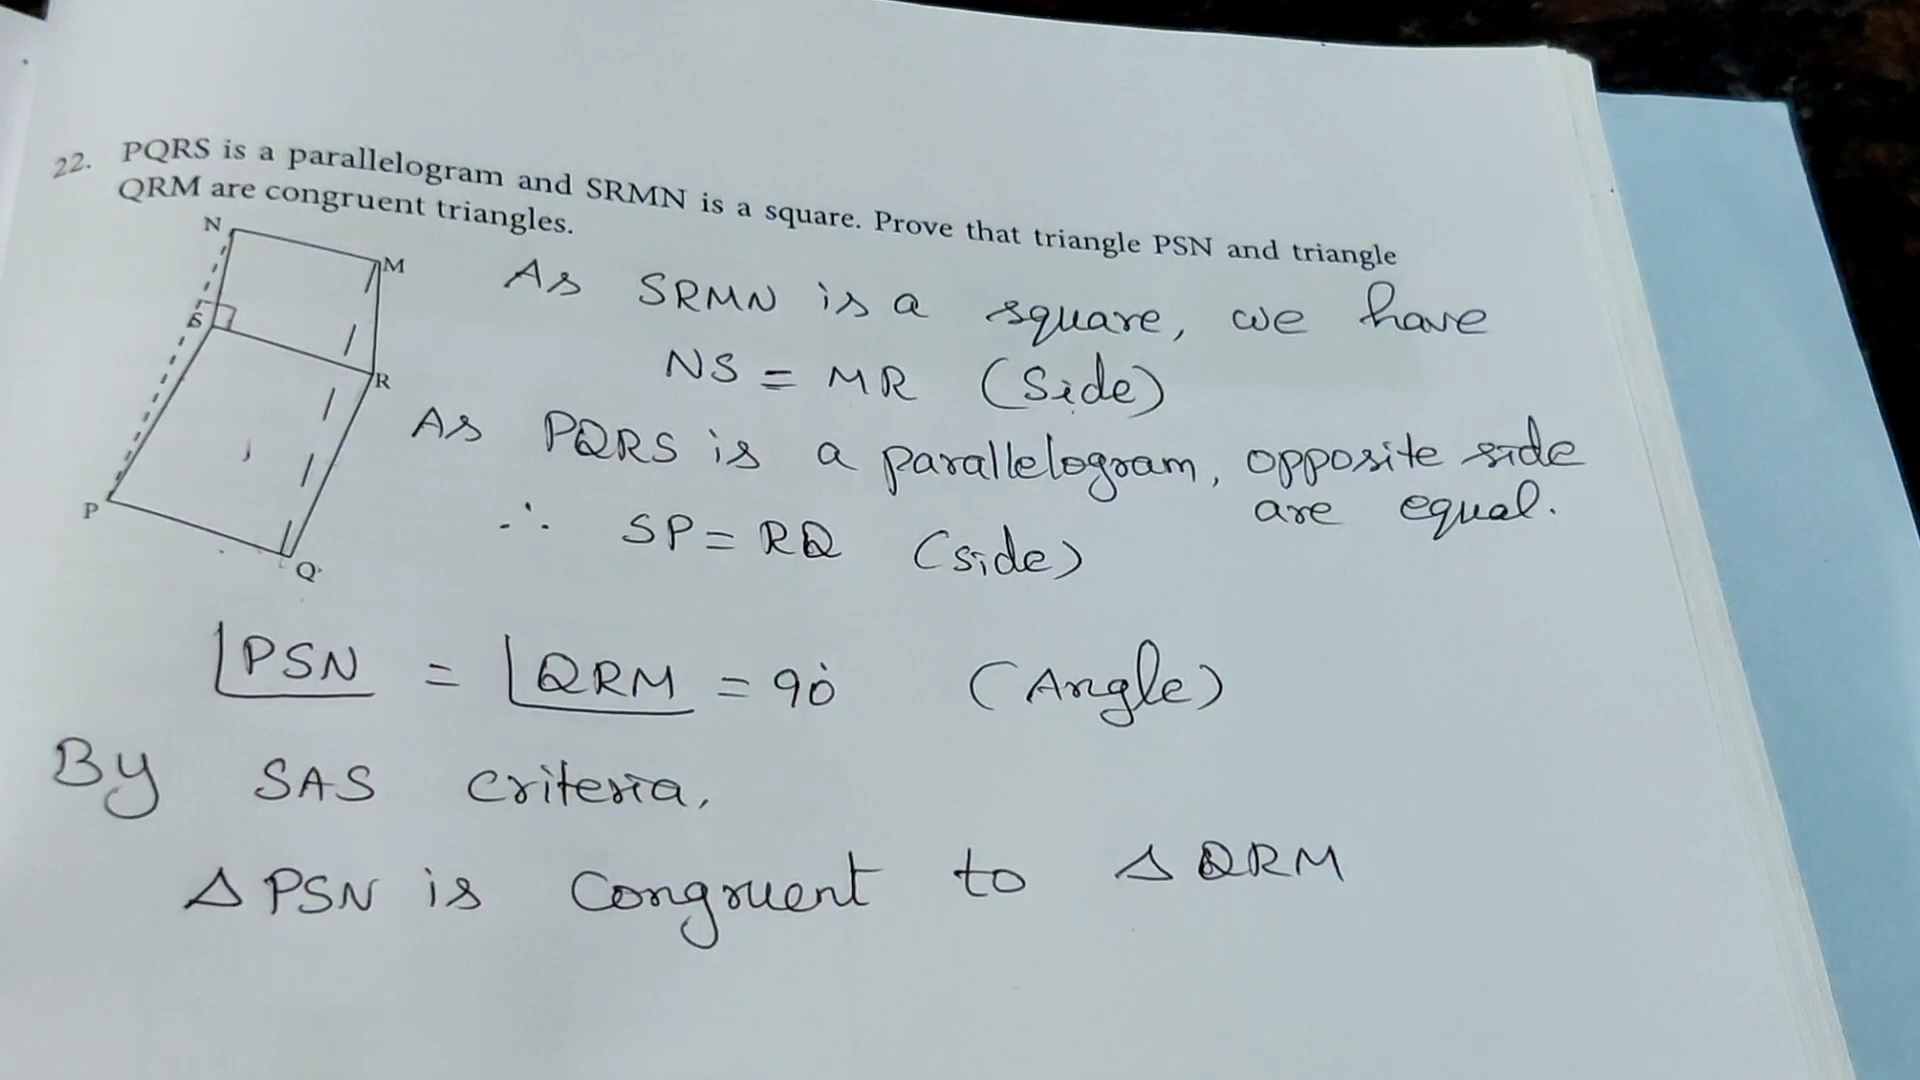 22. PQRS is a parallelogram and SRMN is a square. Prove that triangle PSN and triangle
QRM are congruent triangles.
N
M
S
R
P
Q
As SRMN is a square, we have
NS = MR (Side)
As PQRS is a parallelogram, opposite side
are equal.
∴ SP = RQ (side)
∠PSN = ∠QRM = 90° (Angle)
By SAS criteria,
Δ PSN is congruent to Δ QRM